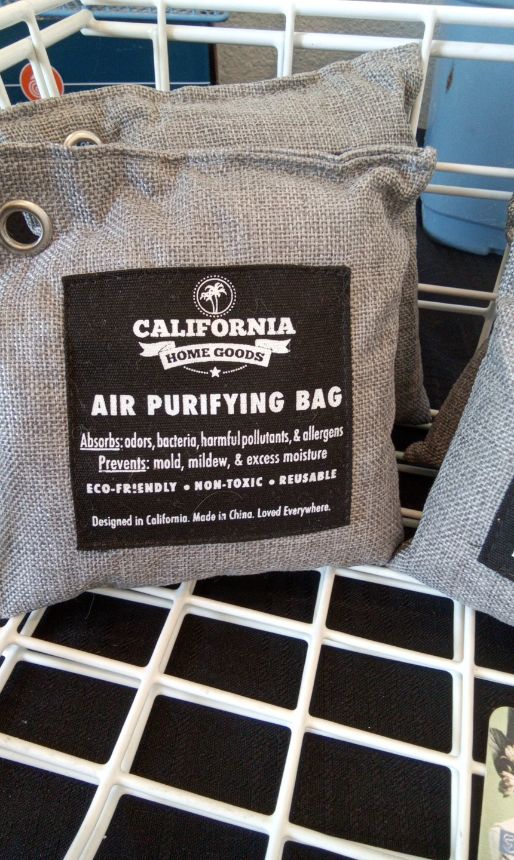 CALIFORNIA
HOME GOODS
AIR PURIFYING BAG
Absorbs: odors, bacteria, harmful pollutants, & allergens
Prevents: mold, mildew, & excess moisture
ECO-FRIENDLY • NON-TOXIC • REUSABLE
Designed in California. Made in China. Loved Everywhere.